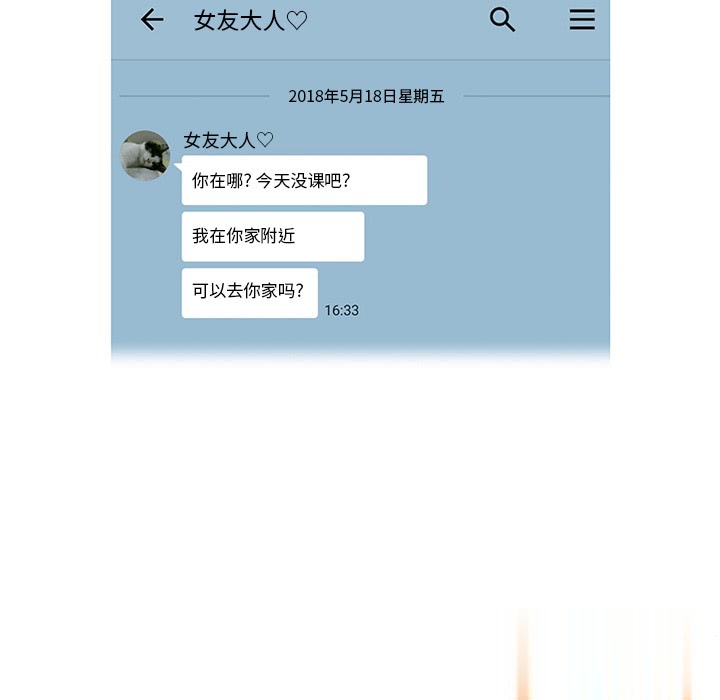 女友大人♡
2018年5月18日星期五
女友大人♡
你在哪? 今天没课吧?
我在你家附近
可以去你家吗?
16:33